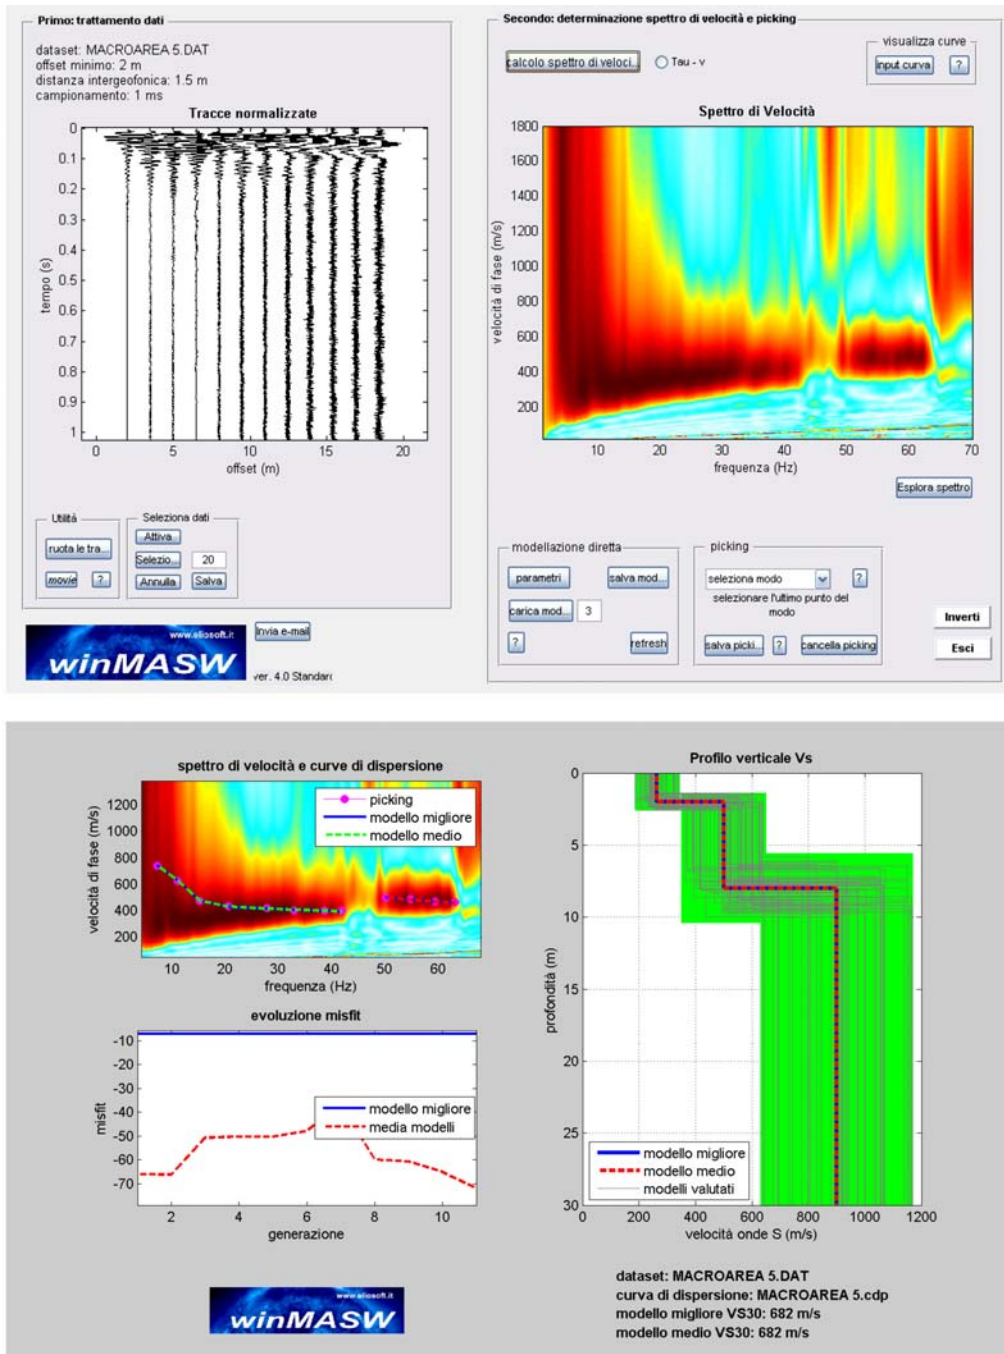 Primo: trattamento dati
dataset: MACROAREA 5.DAT
offset minimo: 2 m
distanza intergeofonica: 1.5 m
campionamento: 1 ms
Tracce normalizzate
0
0.1
0.2
0.3
0.4
0.5
0.6
0.7
0.8
0.9
1
tempo (s)
0 5 10 15 20
offset (m)
Utilità
ruota le tra...
movie ?
Seleziona dati
Attiva
Selezio... 20
Annulla Salva
www.eliosoft.it
winMASW
Invia e-mail
ver. 4.0 Standar
Secondo: determinazione spettro di velocità e picking
calcolo spettro di veloci...
Tau - v
visualizza curve
input curva ?
Spettro di Velocità
1800
1600
1400
1200
1000
800
600
400
200
velocità di fase (m/s)
10 20 30 40 50 60 70
frequenza (Hz)
Esplora spettro
modellazione diretta
parametri salva mod...
carica mod... 3
? refresh
picking
seleziona modo ?
selezionare l'ultimo punto del
modo
salva picki... ? cancella picking
Inverti
Esci
spettro di velocità e curve di dispersione
1200
1000
800
600
400
200
velocità di fase (m/s)
picking
modello migliore
modello medio
10 20 30 40 50 60
frequenza (Hz)
evoluzione misfit
-10
-20
-30
-40
-50
-60
-70
misfit
modello migliore
media modelli
2 4 6 8 10
generazione
www.eliosoft.it
winMASW
Profilo verticale Vs
0
5
10
15
20
25
30
profondità (m)
modello migliore
modello medio
modelli valutati
0 200 400 600 800 1000 1200
velocità onde S (m/s)
dataset: MACROAREA 5.DAT
curva di dispersione: MACROAREA 5.cdp
modello migliore VS30: 682 m/s
modello medio VS30: 682 m/s